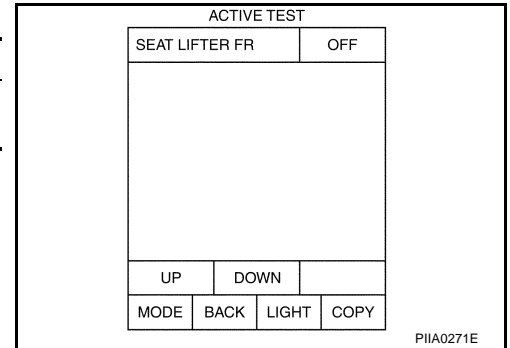 ACTIVE TEST
SEAT LIFTER FR OFF
UP DOWN
MODE BACK LIGHT COPY
PIIA0271E